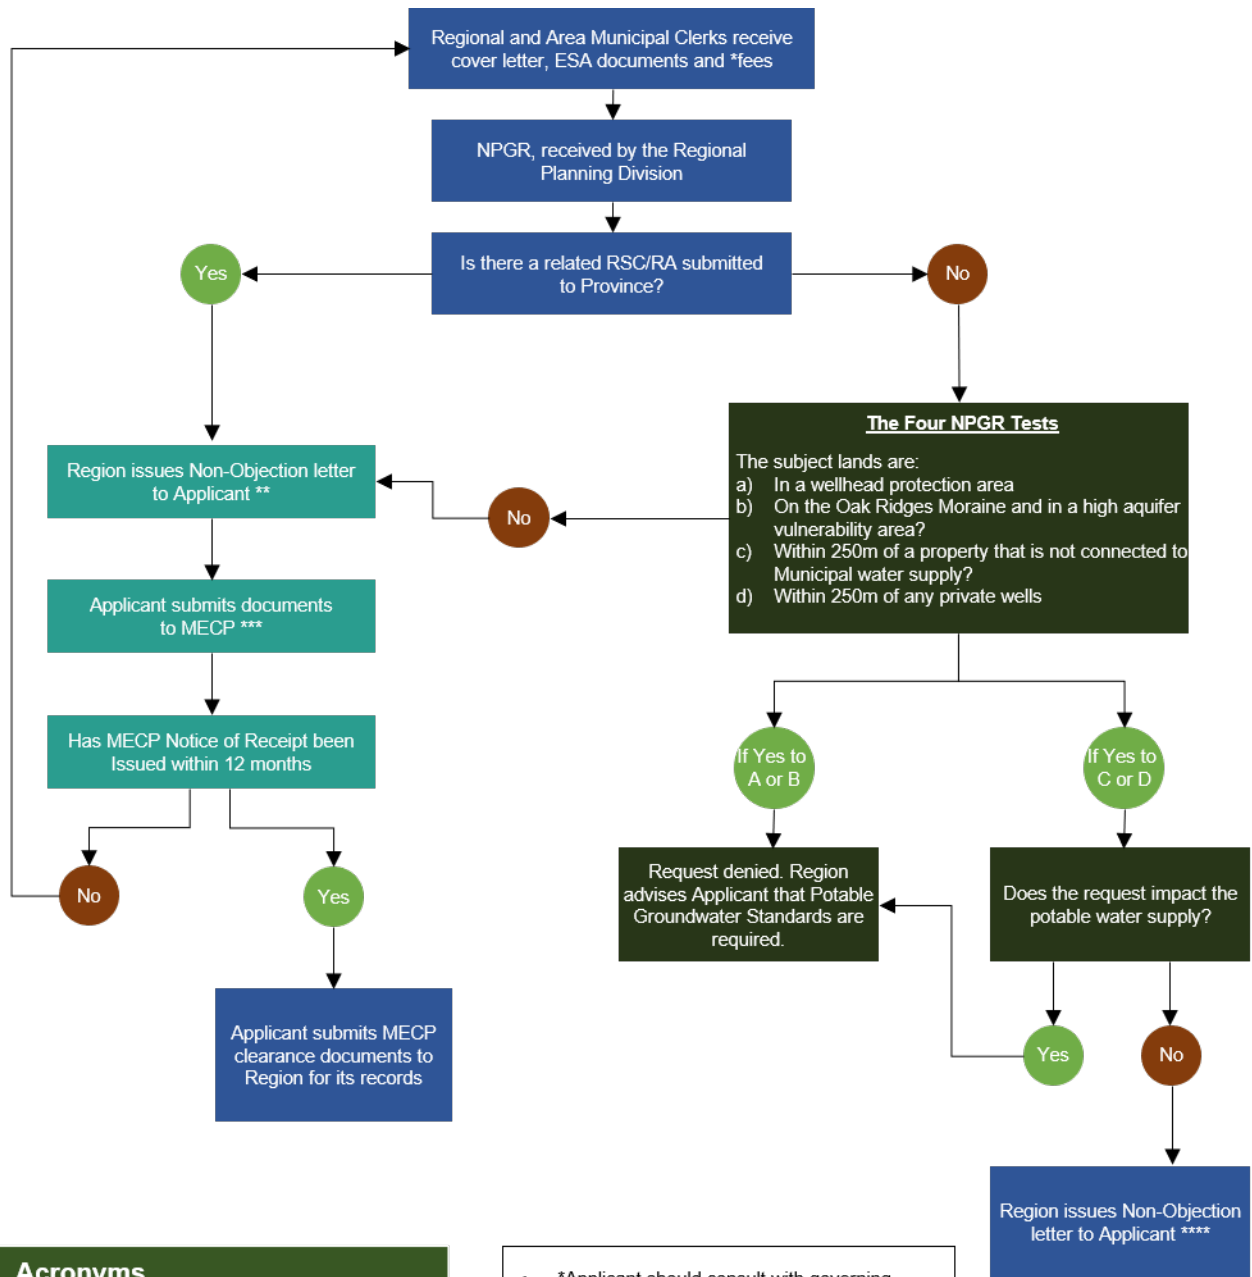 Regional and Area Municipal Clerks receive
cover letter, ESA documents and *fees
NPGR, received by the Regional
Planning Division
Is there a related RSC/RA submitted
to Province?
Yes
No
The Four NPGR Tests
The subject lands are:
a) In a wellhead protection area
b) On the Oak Ridges Moraine and in a high aquifer
vulnerability area?
c) Within 250m of a property that is not connected to
Municipal water supply?
d) Within 250m of any private wells
No
Region issues Non-Objection letter
to Applicant **
Applicant submits documents
to MECP ***
Has MECP Notice of Receipt been
Issued within 12 months
No
Yes
Applicant submits MECP
clearance documents to
Region for its records
If Yes to
A or B
If Yes to
C or D
Request denied. Region
advises Applicant that Potable
Groundwater Standards are
required.
Does the request impact the
potable water supply?
Yes
No
Region issues Non-Objection
letter to Applicant ****
Acronyms
*Applicant should consult with governing